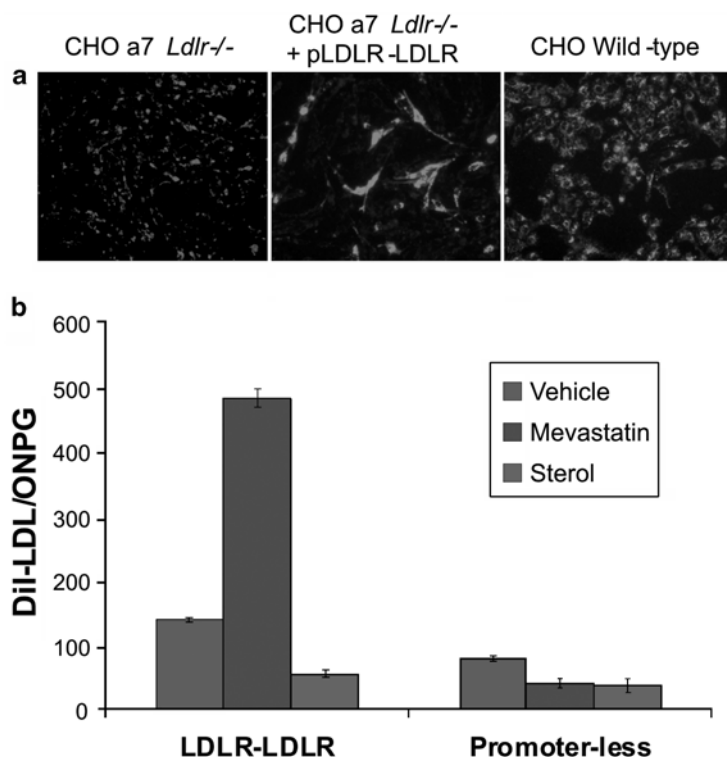 CHO a7 Ldlr-/-
CHO a7 Ldlr-/-
+ pLDLR-LDLR
CHO Wild-type
a
b
600
500
400
300
200
100
0
DiI-LDL/ONPG
Vehicle
Mevastatin
Sterol
LDLR-LDLR
Promoter-less